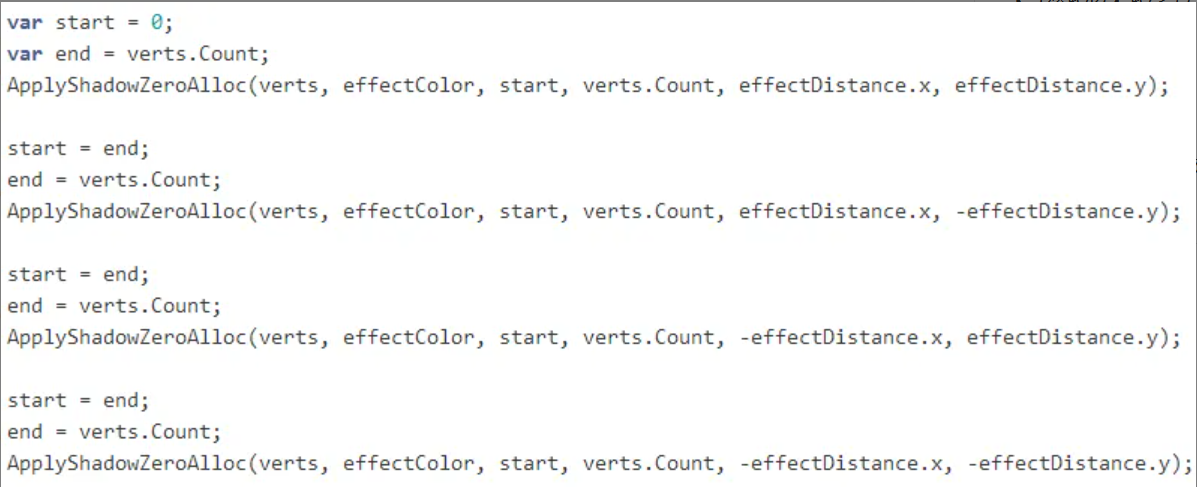 var start = 0;
var end = verts.Count;
ApplyShadowZeroAlloc(verts, effectColor, start, verts.Count, effectDistance.x, effectDistance.y);
start = end;
end = verts.Count;
ApplyShadowZeroAlloc(verts, effectColor, start, verts.Count, effectDistance.x, -effectDistance.y);
start = end;
end = verts.Count;
ApplyShadowZeroAlloc(verts, effectColor, start, verts.Count, -effectDistance.x, effectDistance.y);
start = end;
end = verts.Count;
ApplyShadowZeroAlloc(verts, effectColor, start, verts.Count, -effectDistance.x, -effectDistance.y);